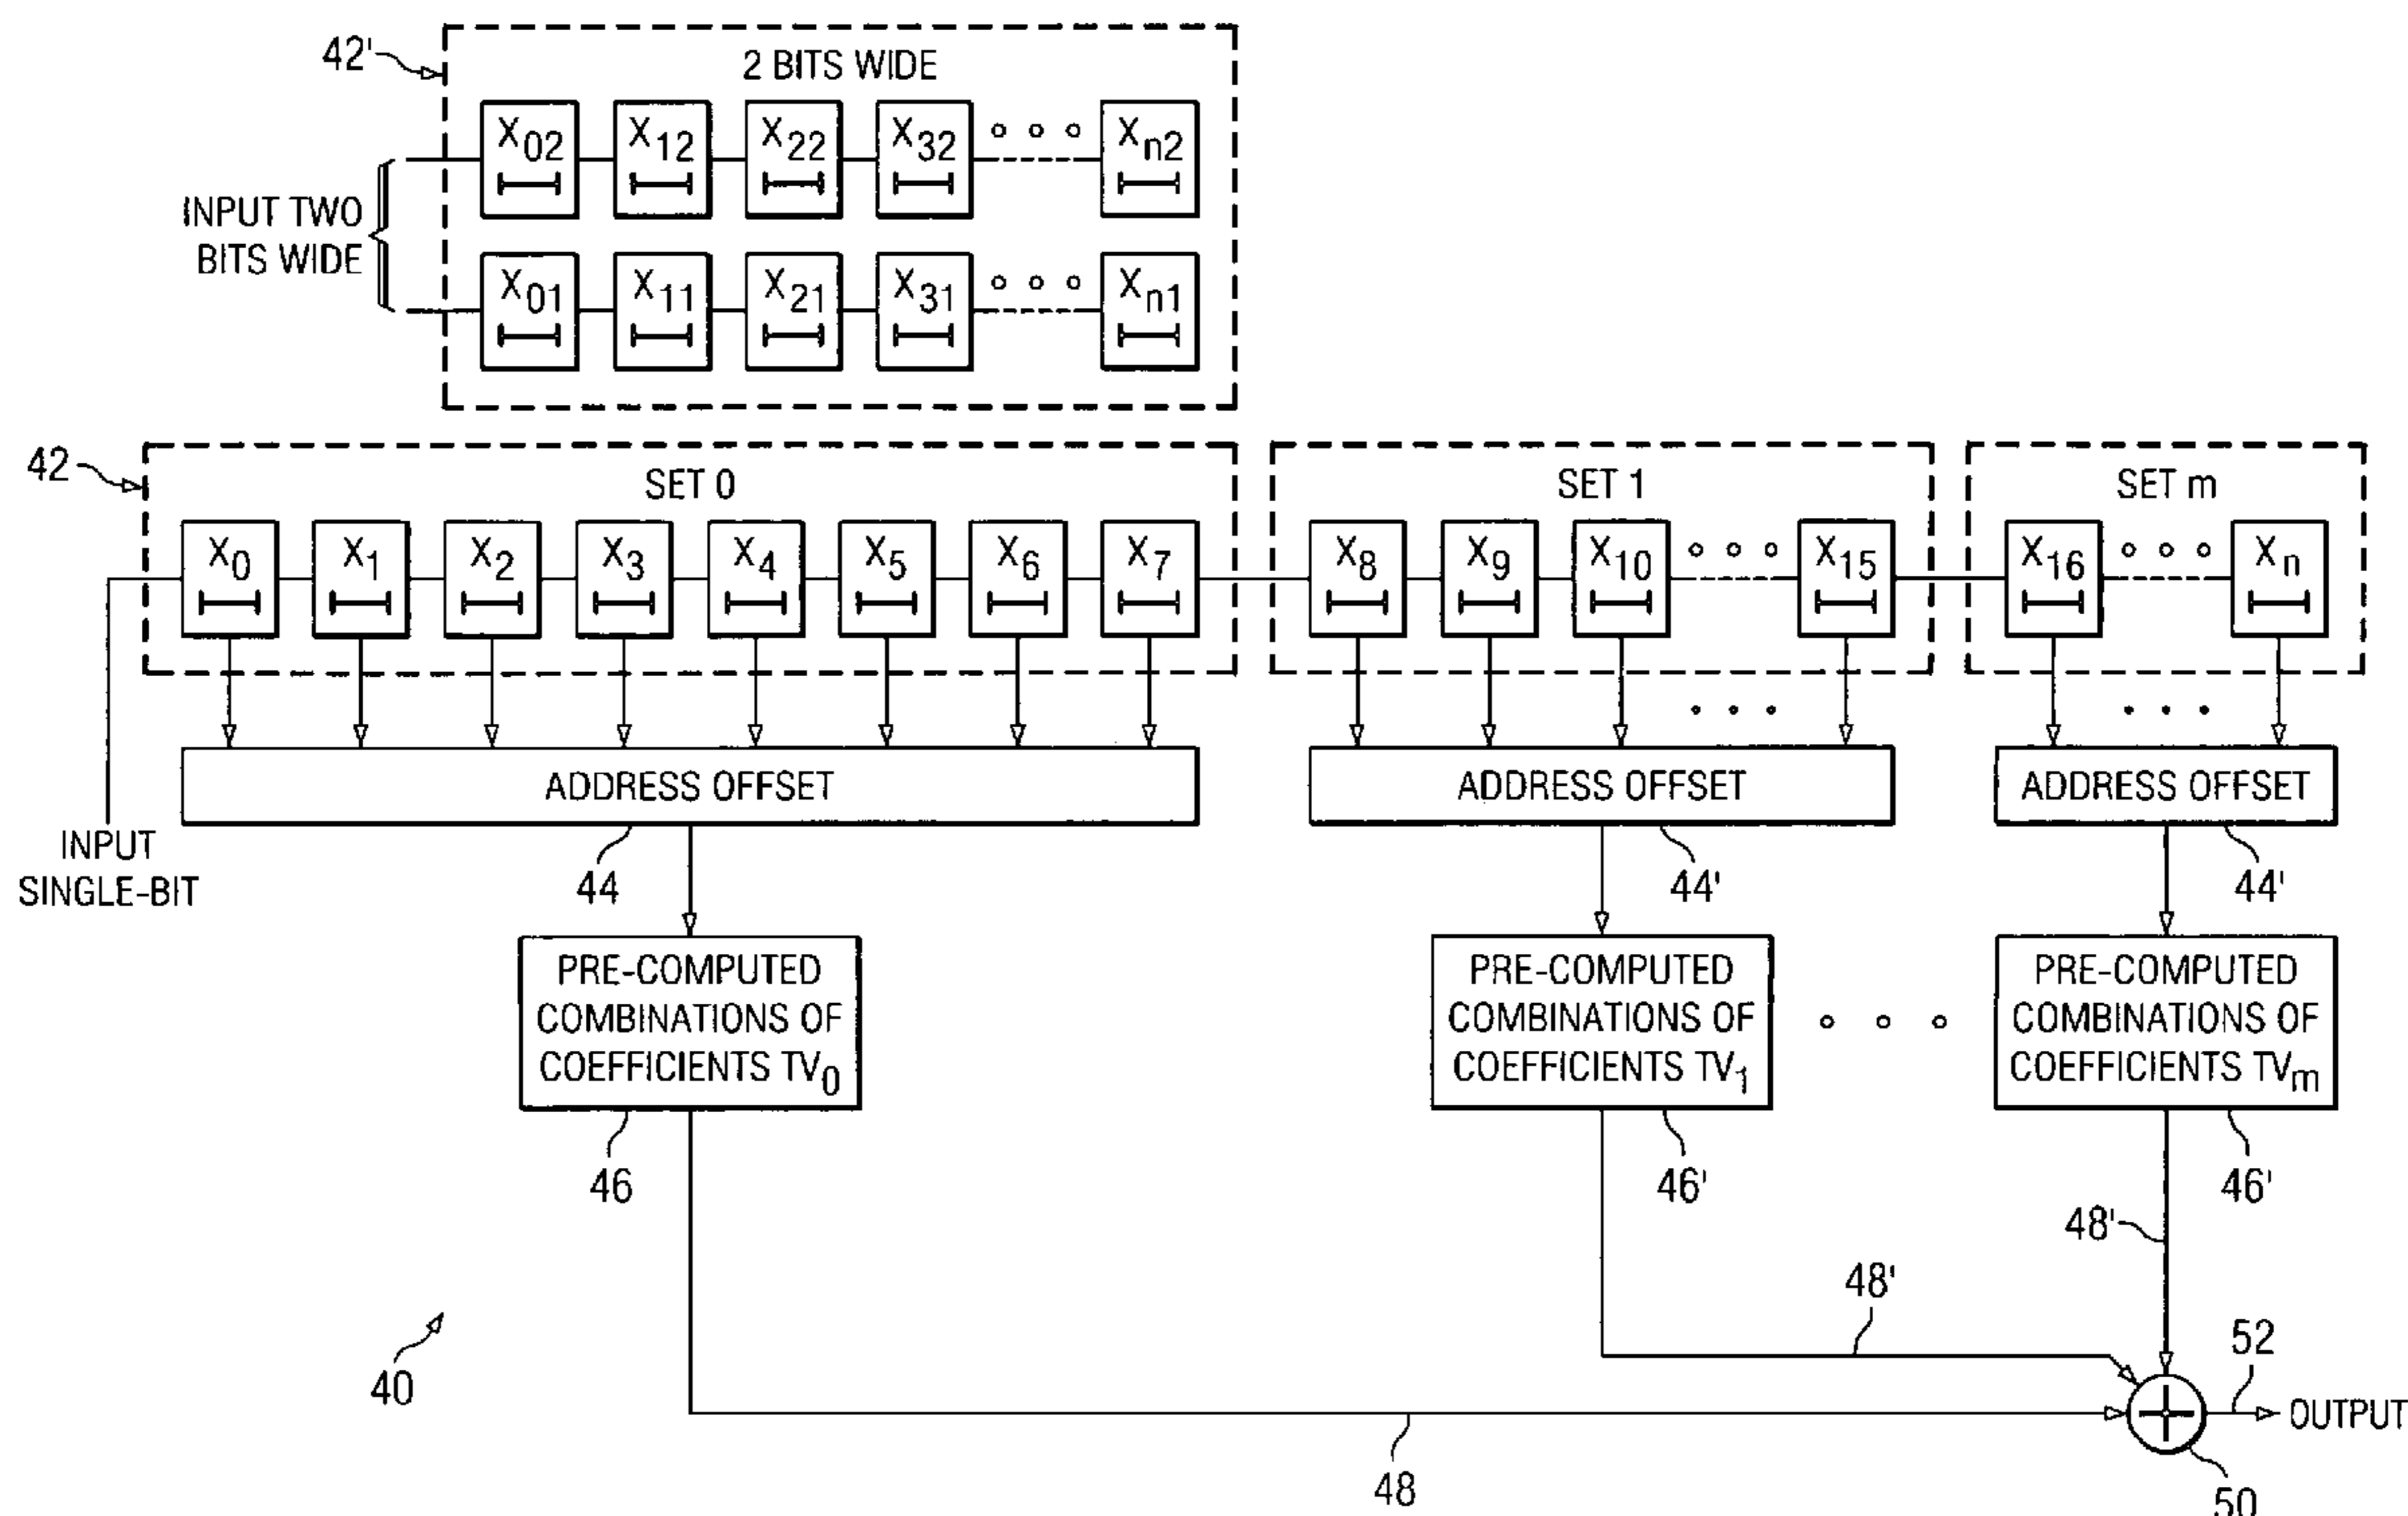 42'
2 BITS WIDE
X02 X12 X22 X32 Xn2
INPUT TWO
BITS WIDE
X01 X11 X21 X31 Xn1
42
SET 0 SET 1 SET m
X0 X1 X2 X3 X4 X5 X6 X7 X8 X9 X10 X15 X16 Xn
ADDRESS OFFSET ADDRESS OFFSET ADDRESS OFFSET
INPUT
SINGLE-BIT
44 44' 44'
PRE-COMPUTED
COMBINATIONS OF
COEFFICIENTS TV0
PRE-COMPUTED
COMBINATIONS OF
COEFFICIENTS TV1
PRE-COMPUTED
COMBINATIONS OF
COEFFICIENTS TVm
46 46' 46'
48'
48'
40
52
OUTPUT
48
50